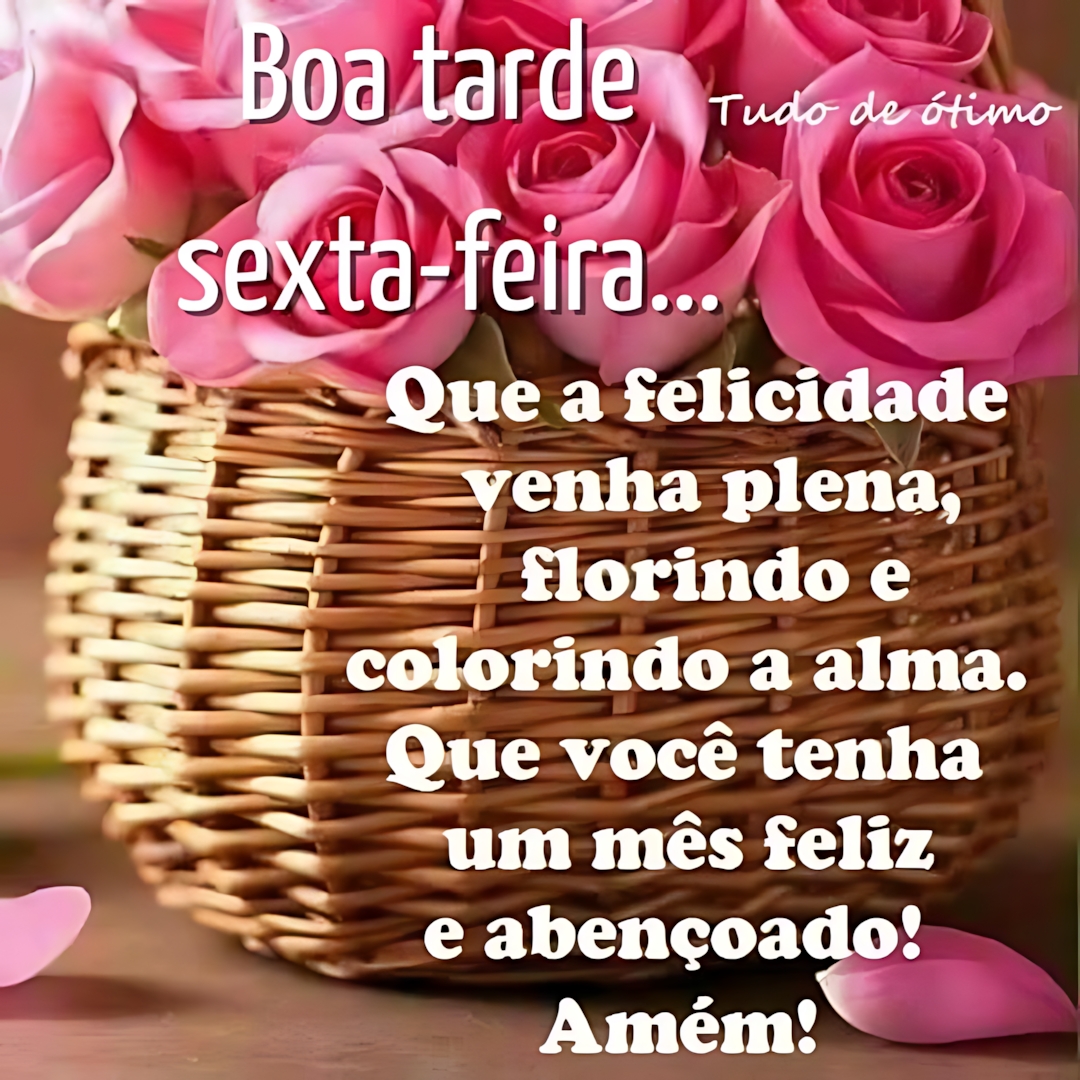 Boa tarde
Tudo de ótimo
sexta-feira...
Que a felicidade
venha plena,
florindo e
colorindo a alma.
Que você tenha
um mês feliz
e abençoado!
Amém!